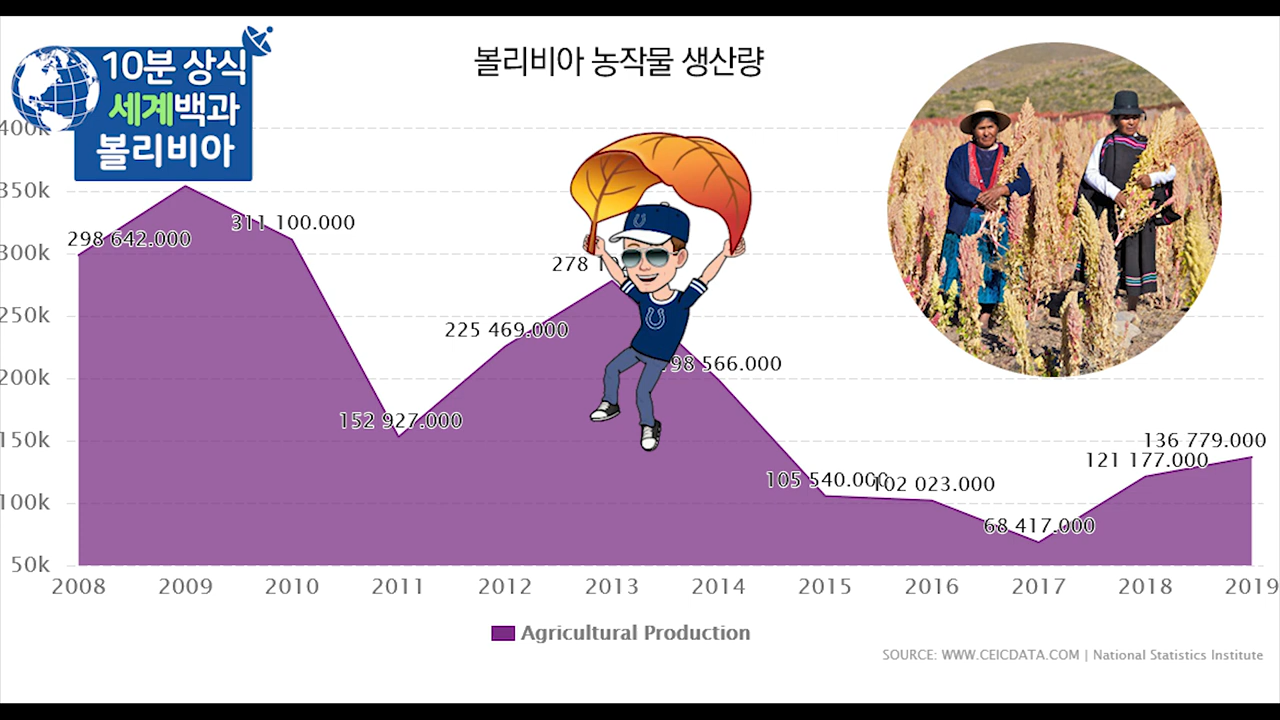 볼리비아 농작물 생산량
10분 상식
세계백과
볼리비아
400k
350k
300k
250k
200k
150k
100k
50k
298 642.000
311 100.000
152 927.000
225 469.000
278
98 566.000
105 540.000
102 023.000
68 417.000
121 177.000
136 779.000
2008 2009 2010 2011 2012 2013 2014 2015 2016 2017 2018 2019
Agricultural Production
SOURCE: WWW.CEICDATA.COM | National Statistics Institute